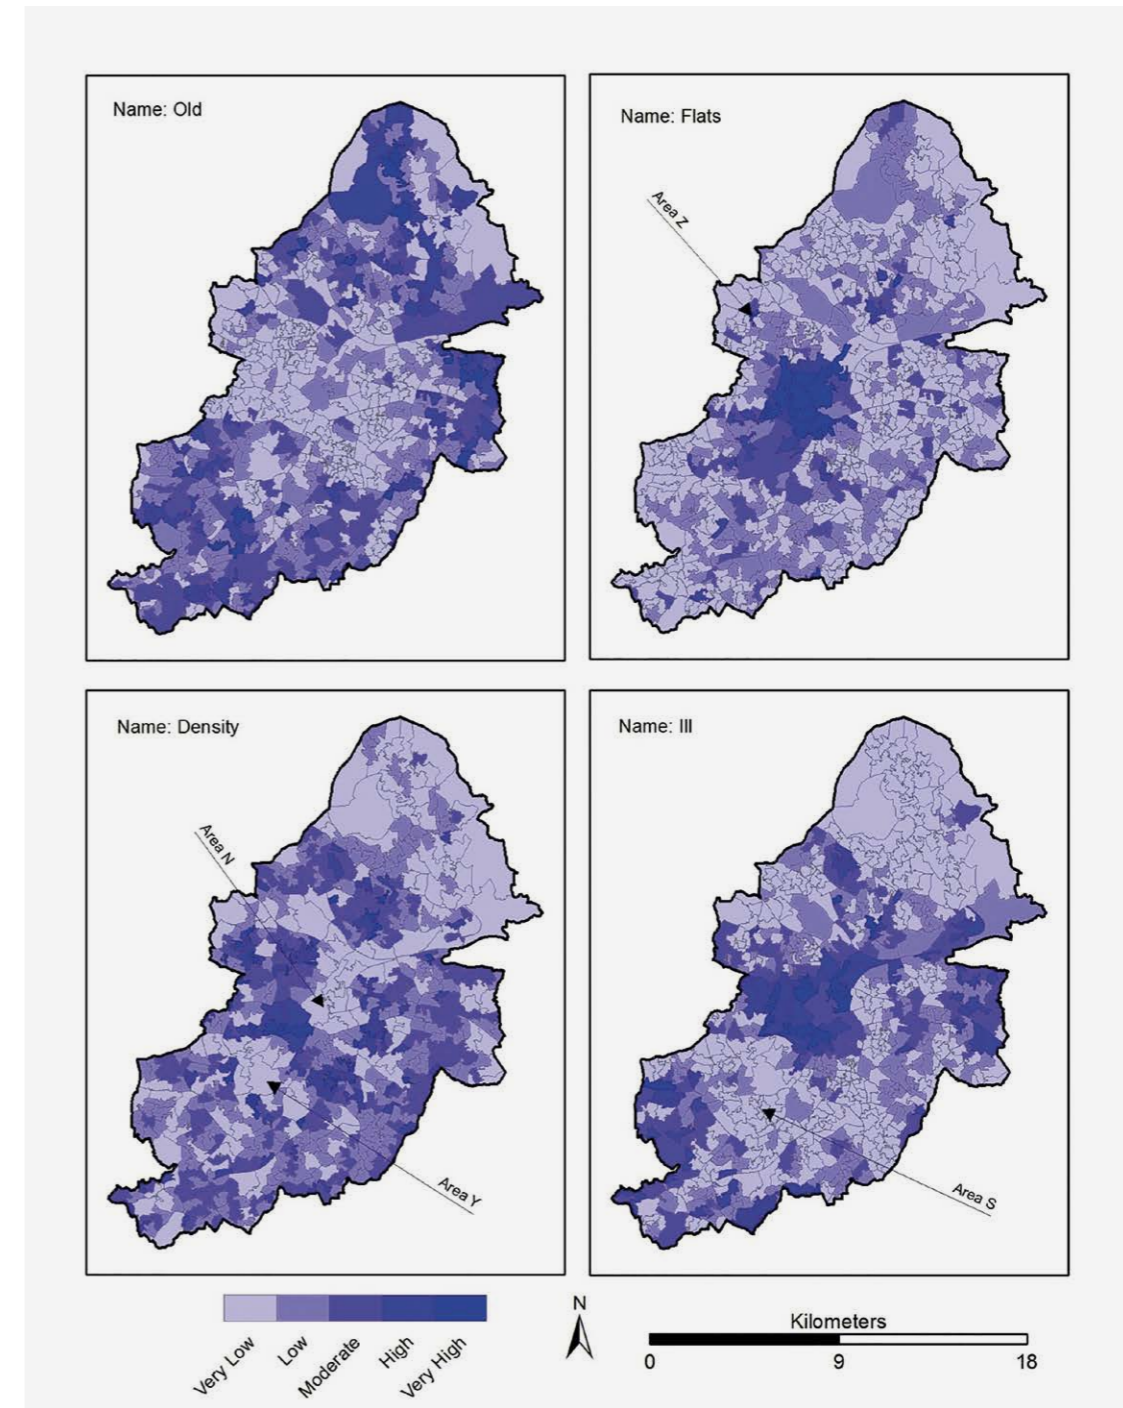 Name: Old
Name: Flats
Area Z
Name: Density
Name: Ill
Area N
Area Y
Area S
Very Low
Low
Moderate
High
Very High
N
Kilometers
0 9 18